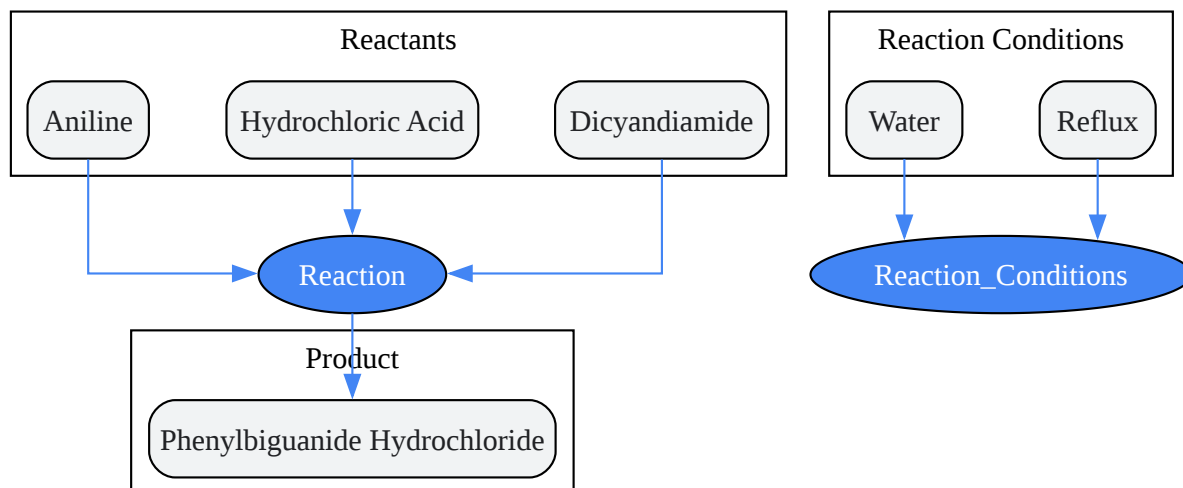 Reactants
Reaction Conditions
Aniline
Hydrochloric Acid
Dicyandiamide
Water
Reflux
Reaction
Reaction_Conditions
Product
Phenylbiguanide Hydrochloride